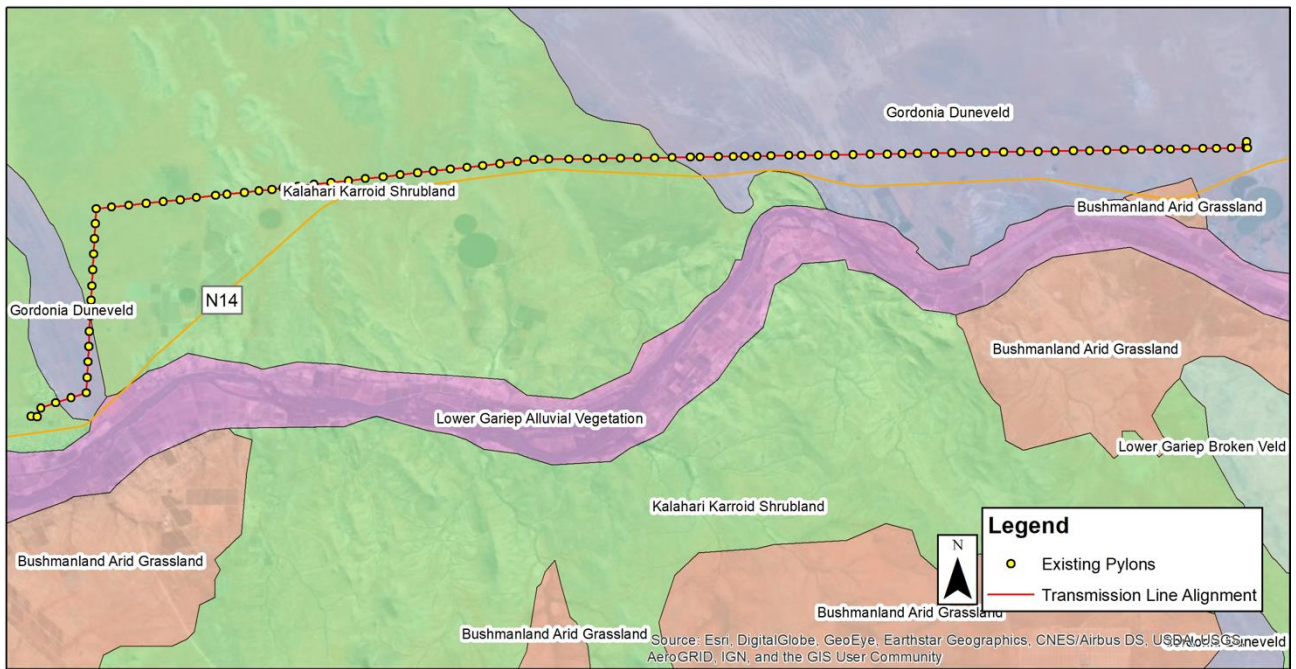 Gordonia Duneveld
Kalahari Karroid Shrubland
Bushmanland Arid Grassland
N14
Gordonia Duneveld
Bushmanland Arid Grassland
Lower Gariep Alluvial Vegetation
Lower Gariep Broken Veld
Kalahari Karroid Shrubland
Bushmanland Arid Grassland
N
Legend
Existing Pylons
Transmission Line Alignment
Bushmanland Arid Grassland
Bushmanland Arid Grassland
Source: Esri, DigitalGlobe, GeoEye, Earthstar Geographics, CNES/Airbus DS, USDA, USGS,
AeroGRID, IGN, and the GIS User Community
Duneveld